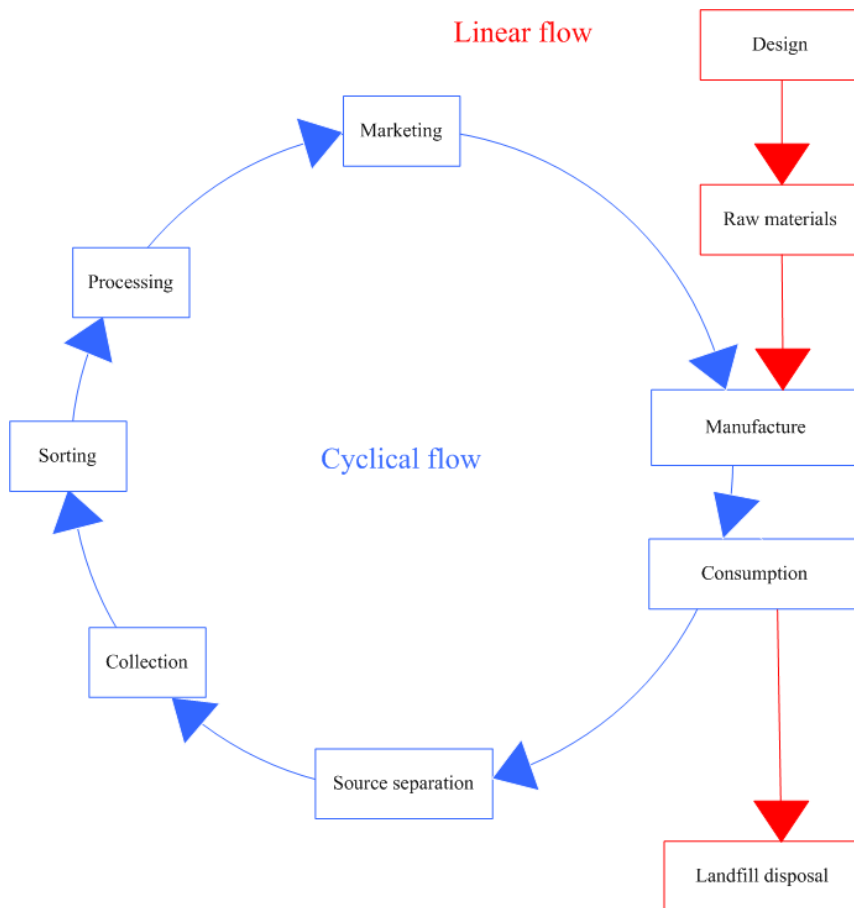 Linear flow
Design
Marketing
Raw materials
Processing
Manufacture
Sorting
Cyclical flow
Consumption
Collection
Source separation
Landfill disposal